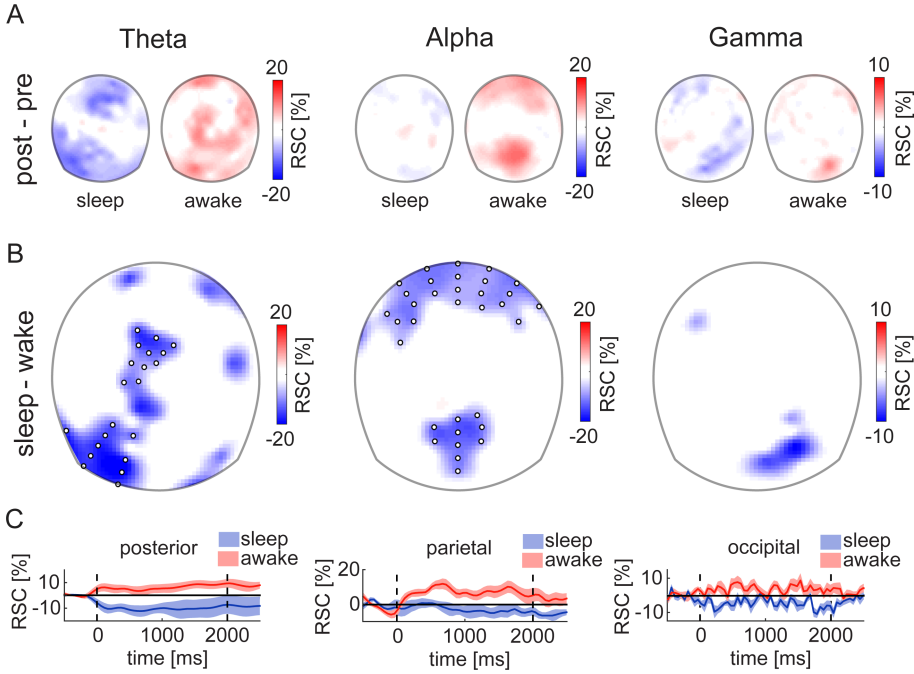 A
Theta
Alpha
Gamma
post - pre
sleep
awake
20
RSC [%]
-20
sleep
awake
20
RSC [%]
-20
sleep
awake
10
RSC [%]
-10
B
sleep - wake
20
RSC [%]
-20
20
RSC [%]
-20
10
RSC [%]
-10
C
posterior
sleep
awake
RSC [%]
10
-10
0
1000
2000
time [ms]
parietal
sleep
awake
RSC [%]
20
0
0
1000
2000
time [ms]
occipital
sleep
awake
RSC [%]
10
-10
0
1000
2000
time [ms]